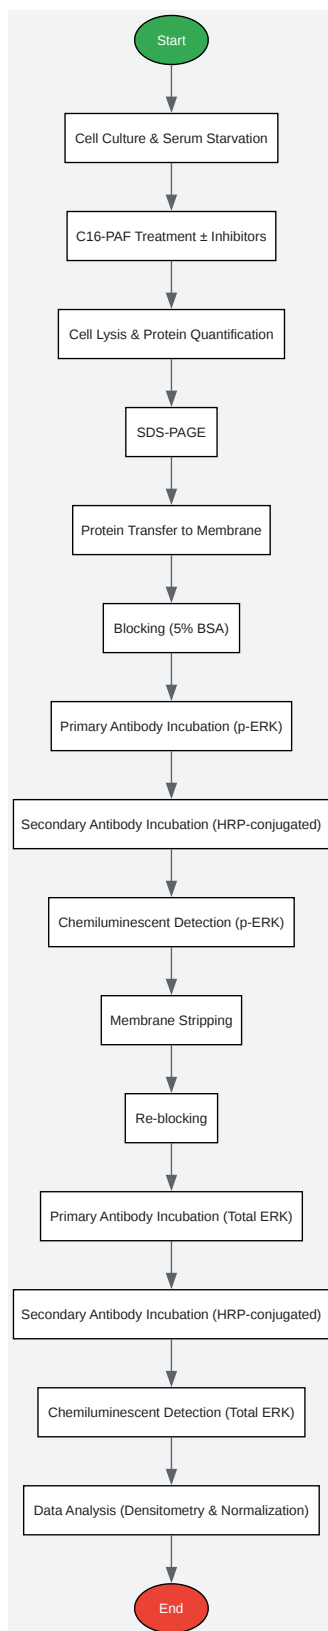 Start
Cell Culture & Serum Starvation
C16-PAF Treatment ± Inhibitors
Cell Lysis & Protein Quantification
SDS-PAGE
Protein Transfer to Membrane
Blocking (5% BSA)
Primary Antibody Incubation (p-ERK)
Secondary Antibody Incubation (HRP-conjugated)
Chemiluminescent Detection (p-ERK)
Membrane Stripping
Re-blocking
Primary Antibody Incubation (Total ERK)
Secondary Antibody Incubation (HRP-conjugated)
Chemiluminescent Detection (Total ERK)
Data Analysis (Densitometry & Normalization)
End